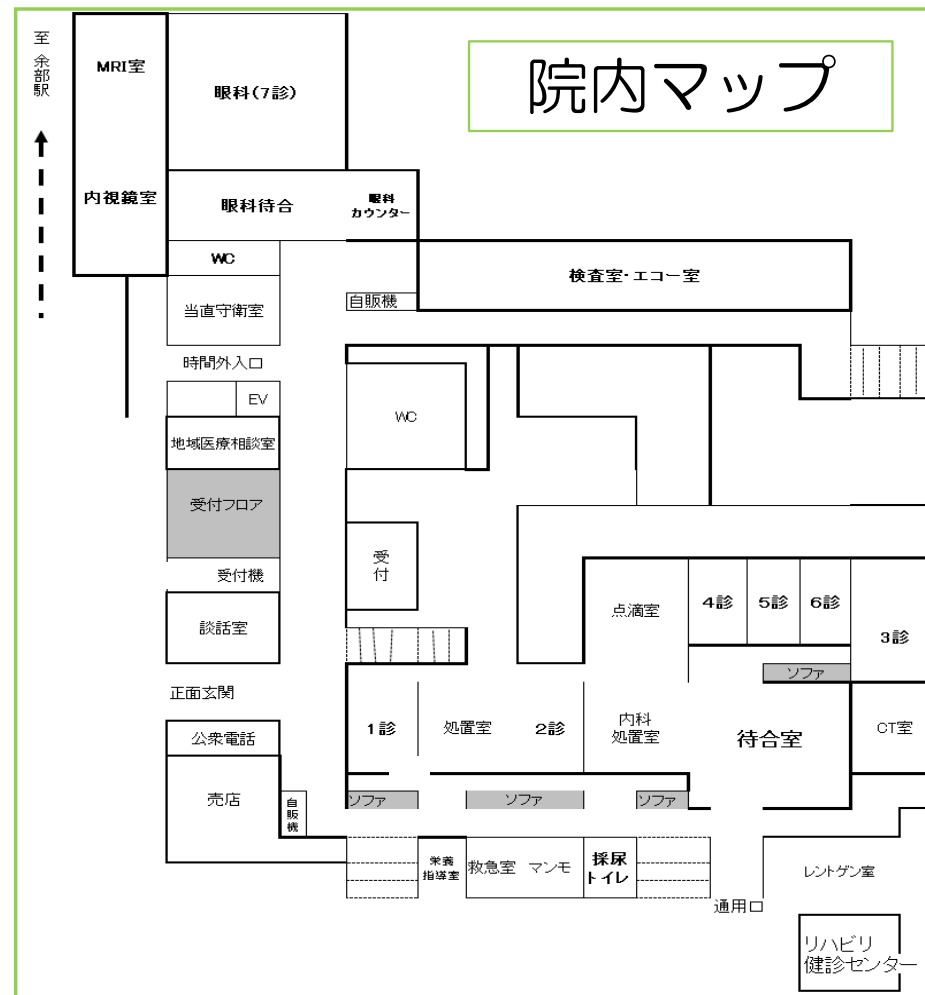 至
余部駅
院内マップ
MRI室
眼科(7診)
内視鏡室
眼科待合
眼科
カウンター
WC
検査室・エコー室
当直守衛室
自販機
時間外入口
EV
WC
地域医療相談室
受付フロア
受付機
受付
談話室
点滴室
4診
5診
6診
3診
ソファ
正面玄関
公衆電話
1診
処置室
2診
内科
処置室
待合室
CT室
売店
自販機
ソファ
ソファ
ソファ
栄養
指導室
救急室
マンモ
採尿
トイレ
レントゲン室
通用口
リハビリ
健診センター